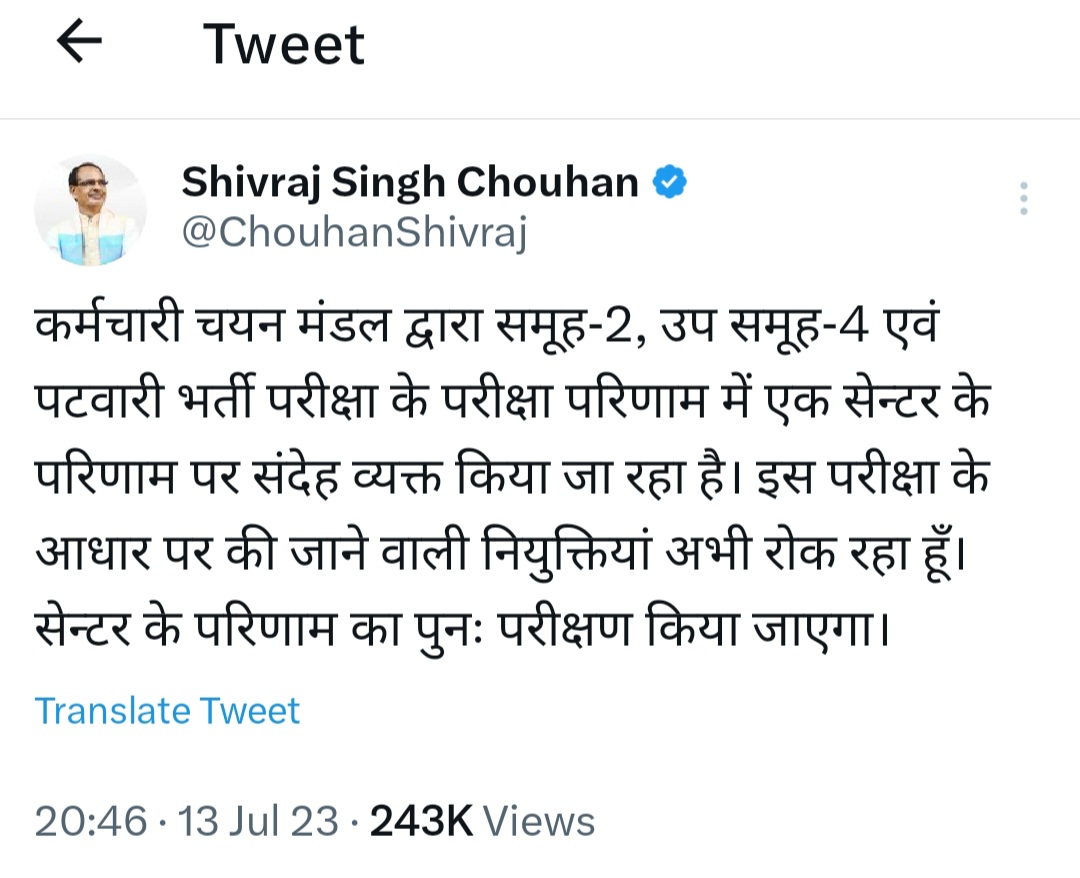 Tweet
Shivraj Singh Chouhan
@ChouhanShivraj
कर्मचारी चयन मंडल द्वारा समूह-2, उप समूह-4 एवं
पटवारी भर्ती परीक्षा के परीक्षा परिणाम में एक सेन्टर के
परिणाम पर संदेह व्यक्त किया जा रहा है। इस परीक्षा के
आधार पर की जाने वाली नियुक्तियां अभी रोक रहा हूँ।
सेन्टर के परिणाम का पुनः परीक्षण किया जाएगा।
Translate Tweet
20:46 · 13 Jul 23 · 243K Views